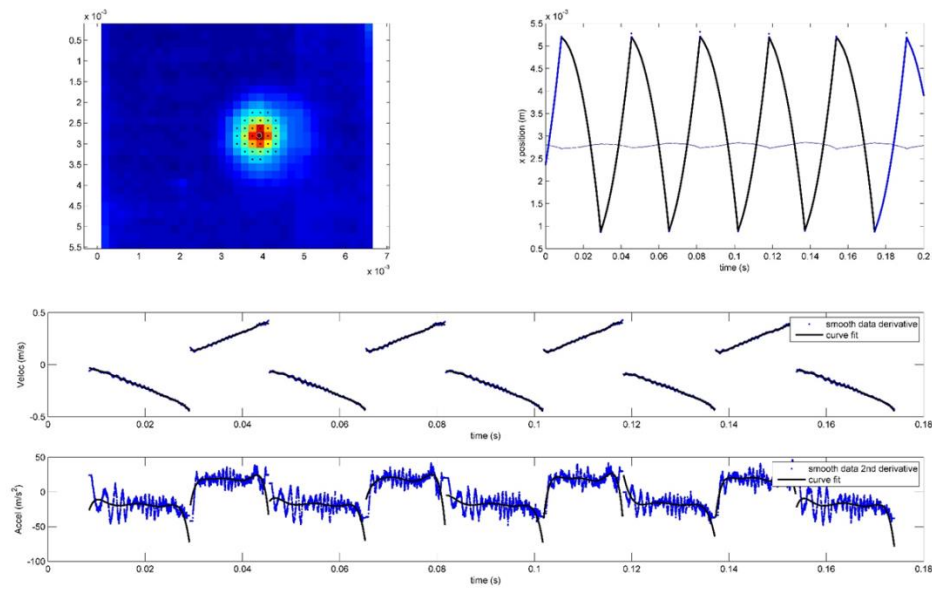 x 10⁻³
0
0.5
1
1.5
2
2.5
3
3.5
4
4.5
5
5.5
0 1 2 3 4 5 6 7
x 10⁻³
x 10⁻³
5.5
5
4.5
4
3.5
3
2.5
2
1.5
1
0.5
x position (m)
0 0.02 0.04 0.06 0.08 0.1 0.12 0.14 0.16 0.18 0.2
time (s)
0.5
0
-0.5
Veloc (m/s)
smooth data derivative
curve fit
0 0.02 0.04 0.06 0.08 0.1 0.12 0.14 0.16 0.18
time (s)
50
0
-50
-100
Accel (m/s²)
smooth data 2nd derivative
curve fit
0 0.02 0.04 0.06 0.08 0.1 0.12 0.14 0.16 0.18
time (s)